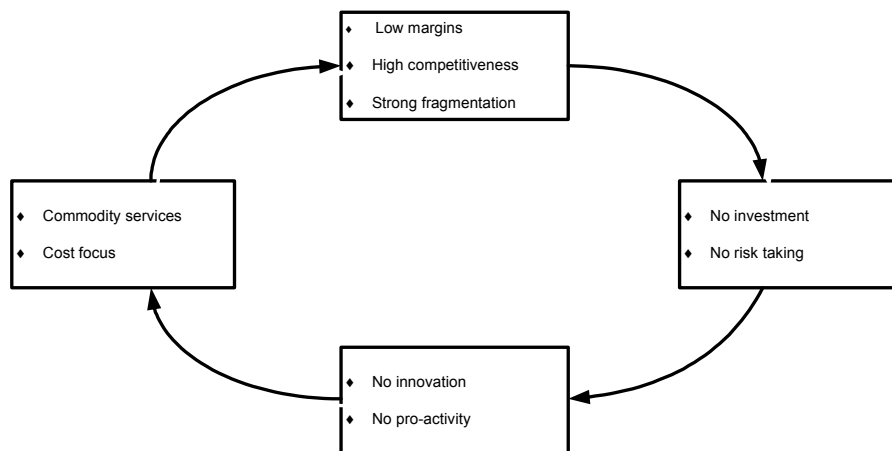 ♦ Low margins
♦ High competitiveness
♦ Strong fragmentation
♦ Commodity services
♦ Cost focus
♦ No investment
♦ No risk taking
♦ No innovation
♦ No pro-activity